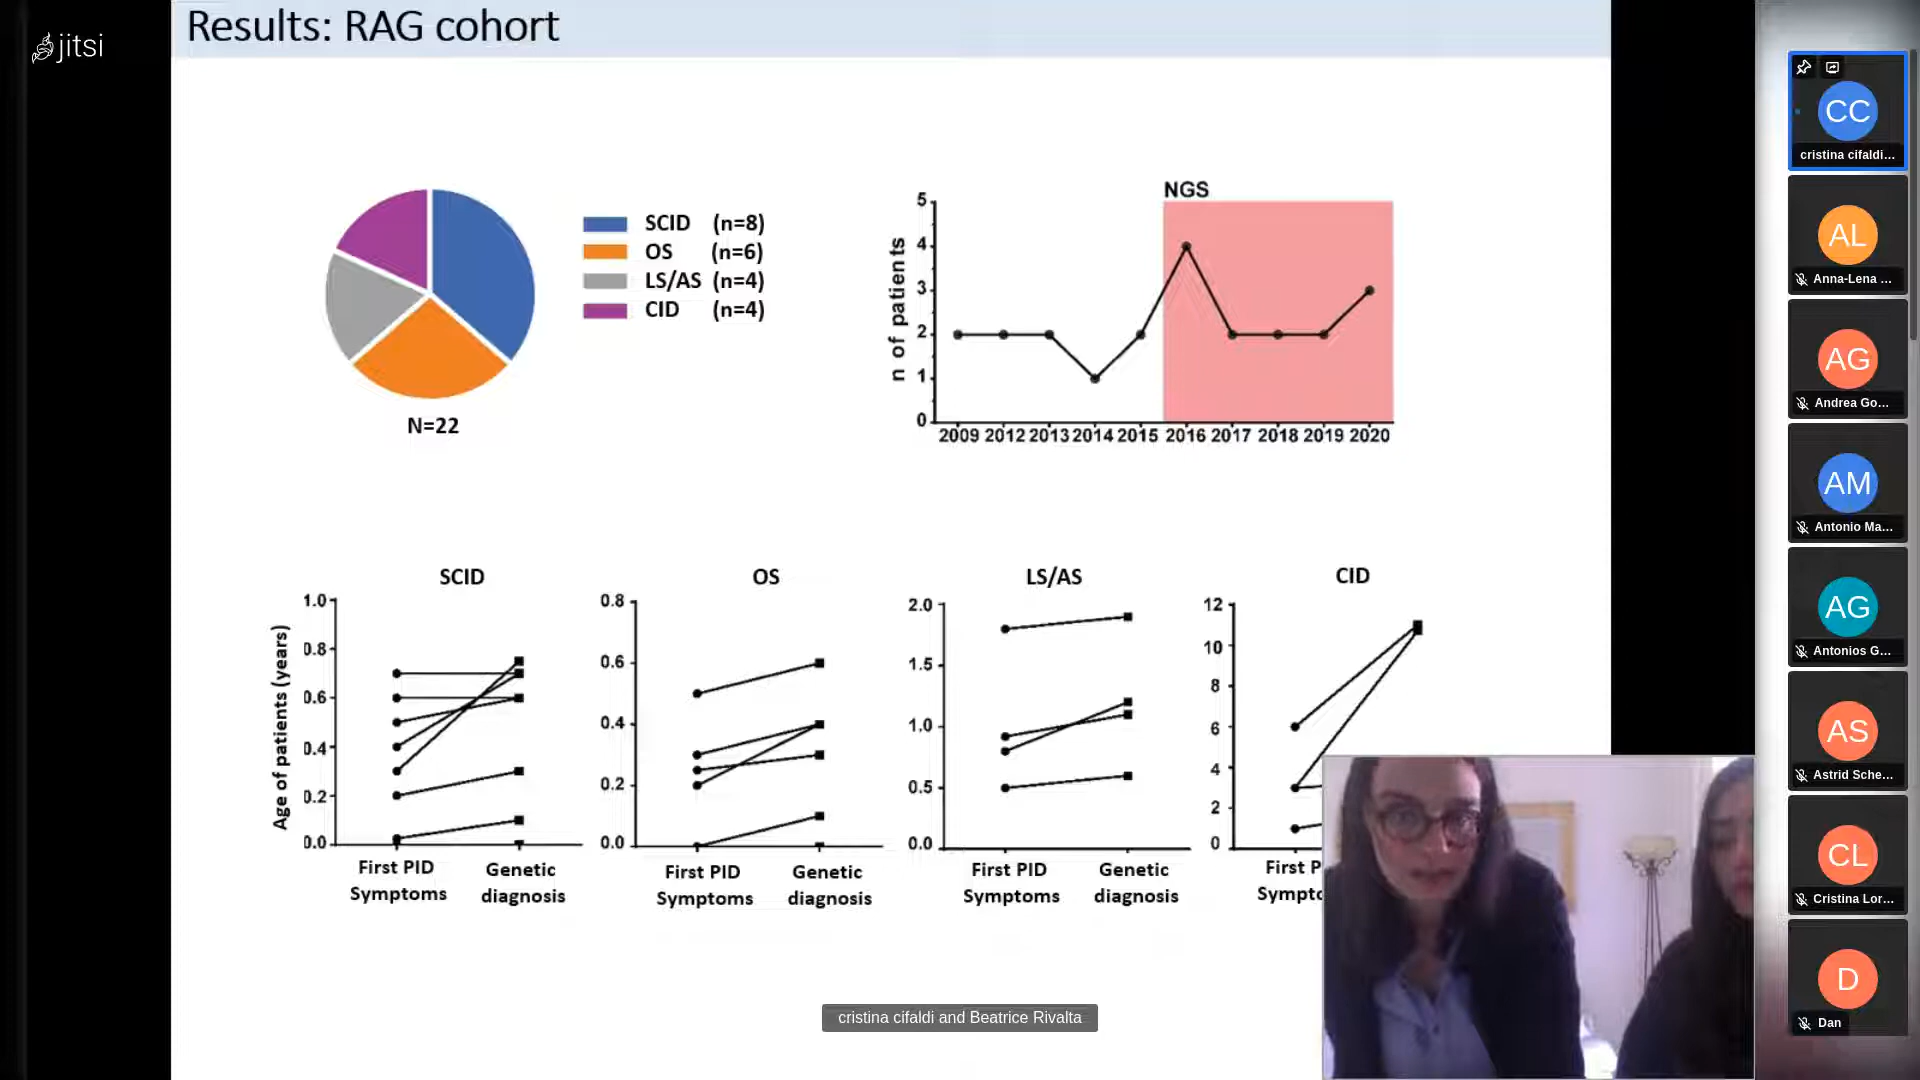 Results: RAG cohort
jitsi
SCID (n=8)
OS (n=6)
LS/AS (n=4)
CID (n=4)
N=22
NGS
n of patients
5
4
3
2
1
0
2009 2012 2013 2014 2015 2016 2017 2018 2019 2020
SCID
Age of patients (years)
1.0
0.8
0.6
0.4
0.2
0.0
First PID
Symptoms
Genetic
diagnosis
OS
0.8
0.6
0.4
0.2
0.0
First PID
Symptoms
Genetic
diagnosis
LS/AS
2.0
1.5
1.0
0.5
0.0
First PID
Symptoms
Genetic
diagnosis
CID
12
10
8
6
4
2
0
First P
Sympto
cristina cifaldi and Beatrice Rivalta
CC
cristina cifaldi...
AL
Anna-Lena ...
AG
Andrea Go...
AM
Antonio Ma...
AG
Antonios G...
AS
Astrid Sche...
CL
Cristina Lor...
D
Dan